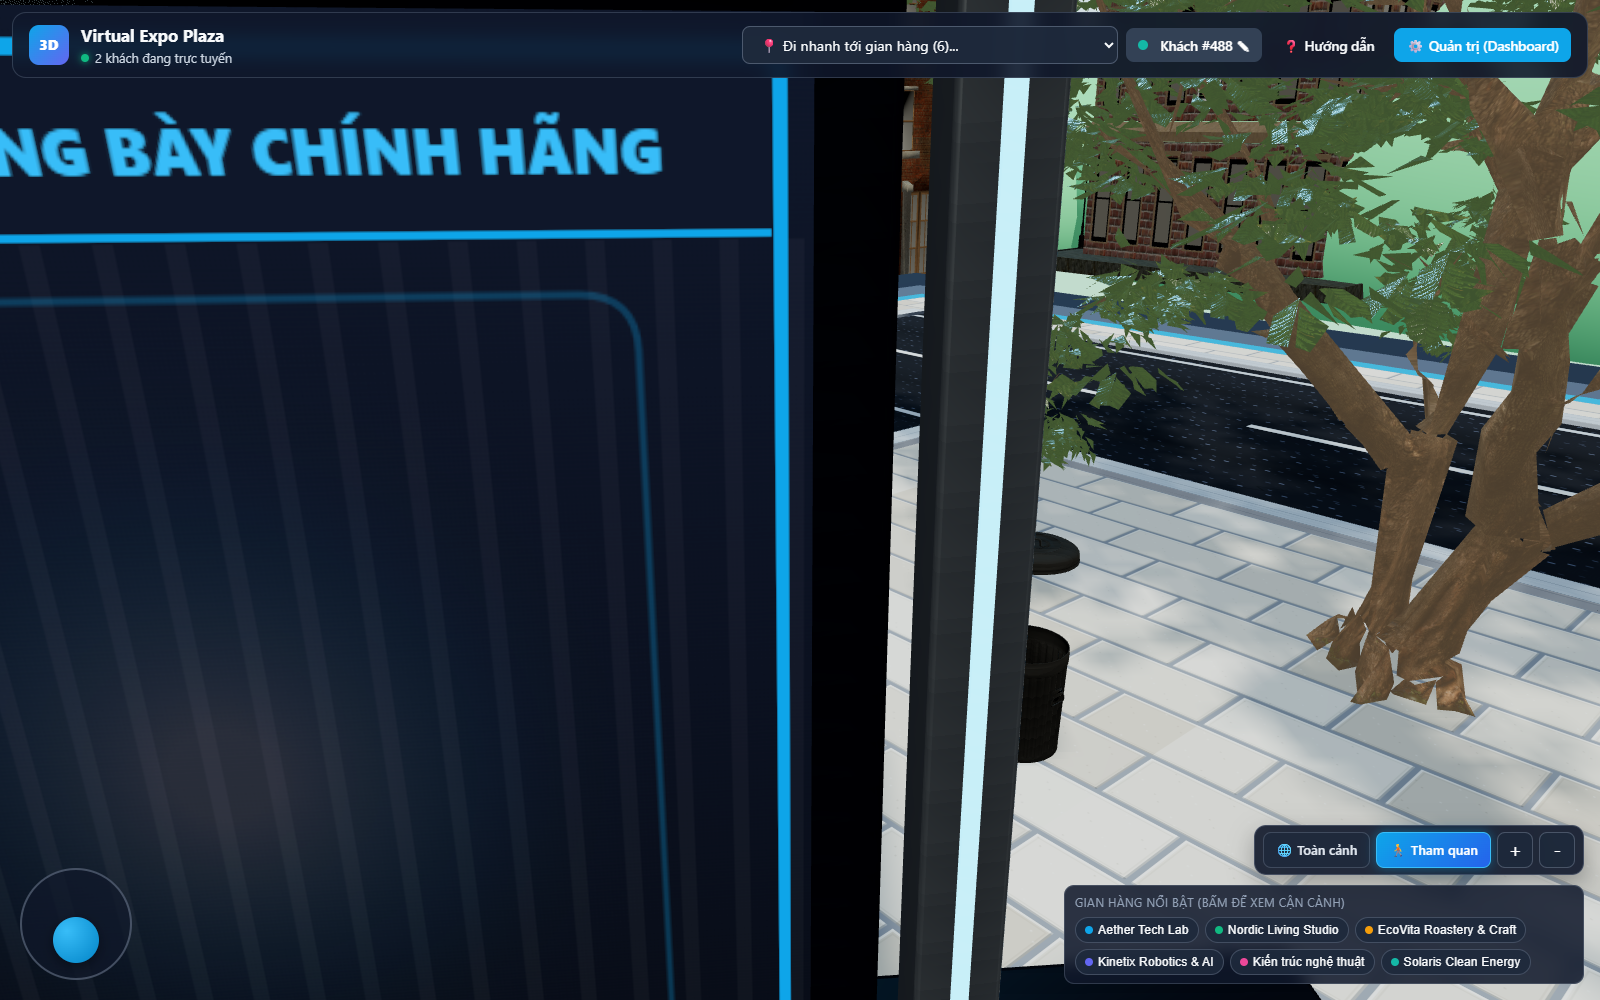 3D
Virtual Expo Plaza
2 khách đang trực tuyến
Đi nhanh tới gian hàng (6)...
Khách #488
Hướng dẫn
Quản trị (Dashboard)
NG BÀY CHÍNH HÃNG
Toàn cảnh
Tham quan
+
-
GIAN HÀNG NỔI BẬT (BẤM ĐỂ XEM CẬN CẢNH)
Aether Tech Lab
Nordic Living Studio
EcoVita Roastery & Craft
Kinetix Robotics & AI
Kiến trúc nghệ thuật
Solaris Clean Energy